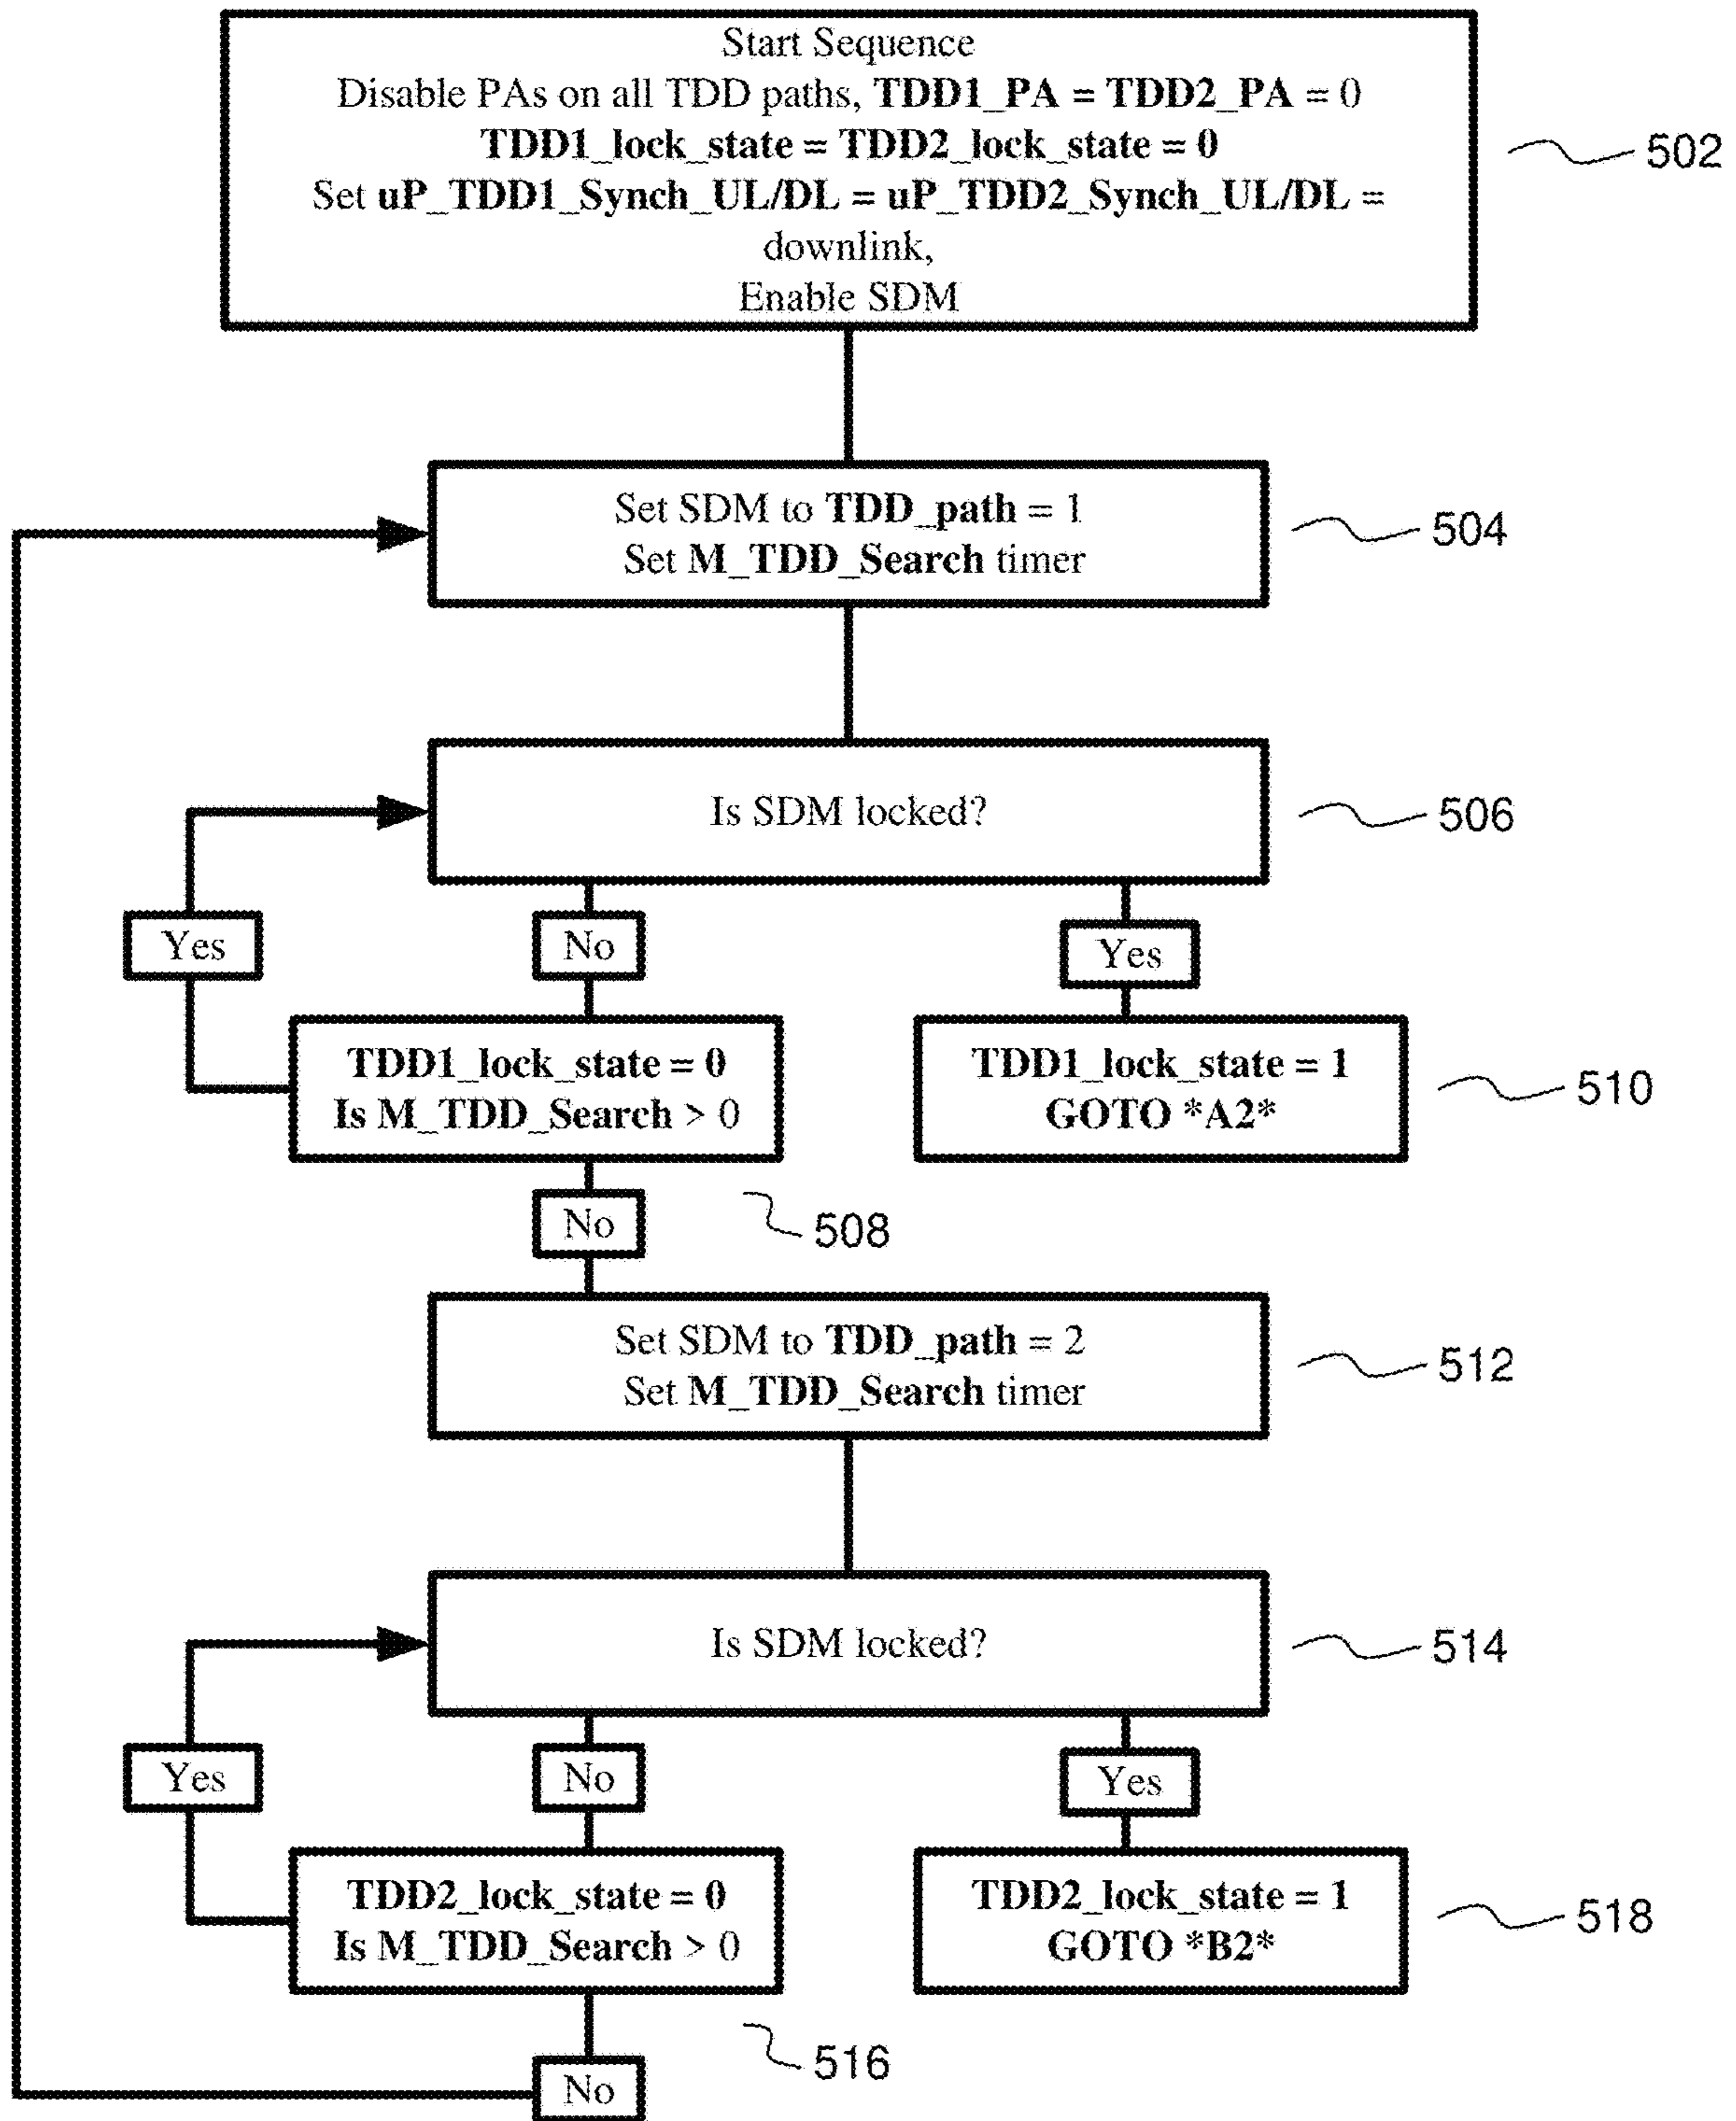 Start Sequence
Disable PAs on all TDD paths, TDD1_PA = TDD2_PA = 0
TDD1_lock_state = TDD2_lock_state = 0
Set uP_TDD1_Synch_UL/DL = uP_TDD2_Synch_UL/DL =
downlink,
Enable SDM
502
Set SDM to TDD_path = 1
Set M_TDD_Search timer
504
Is SDM locked?
506
Yes
No
Yes
TDD1_lock_state = 0
Is M_TDD_Search > 0
TDD1_lock_state = 1
GOTO *A2*
510
No
508
Set SDM to TDD_path = 2
Set M_TDD_Search timer
512
Is SDM locked?
514
Yes
No
Yes
TDD2_lock_state = 0
Is M_TDD_Search > 0
TDD2_lock_state = 1
GOTO *B2*
518
516
No